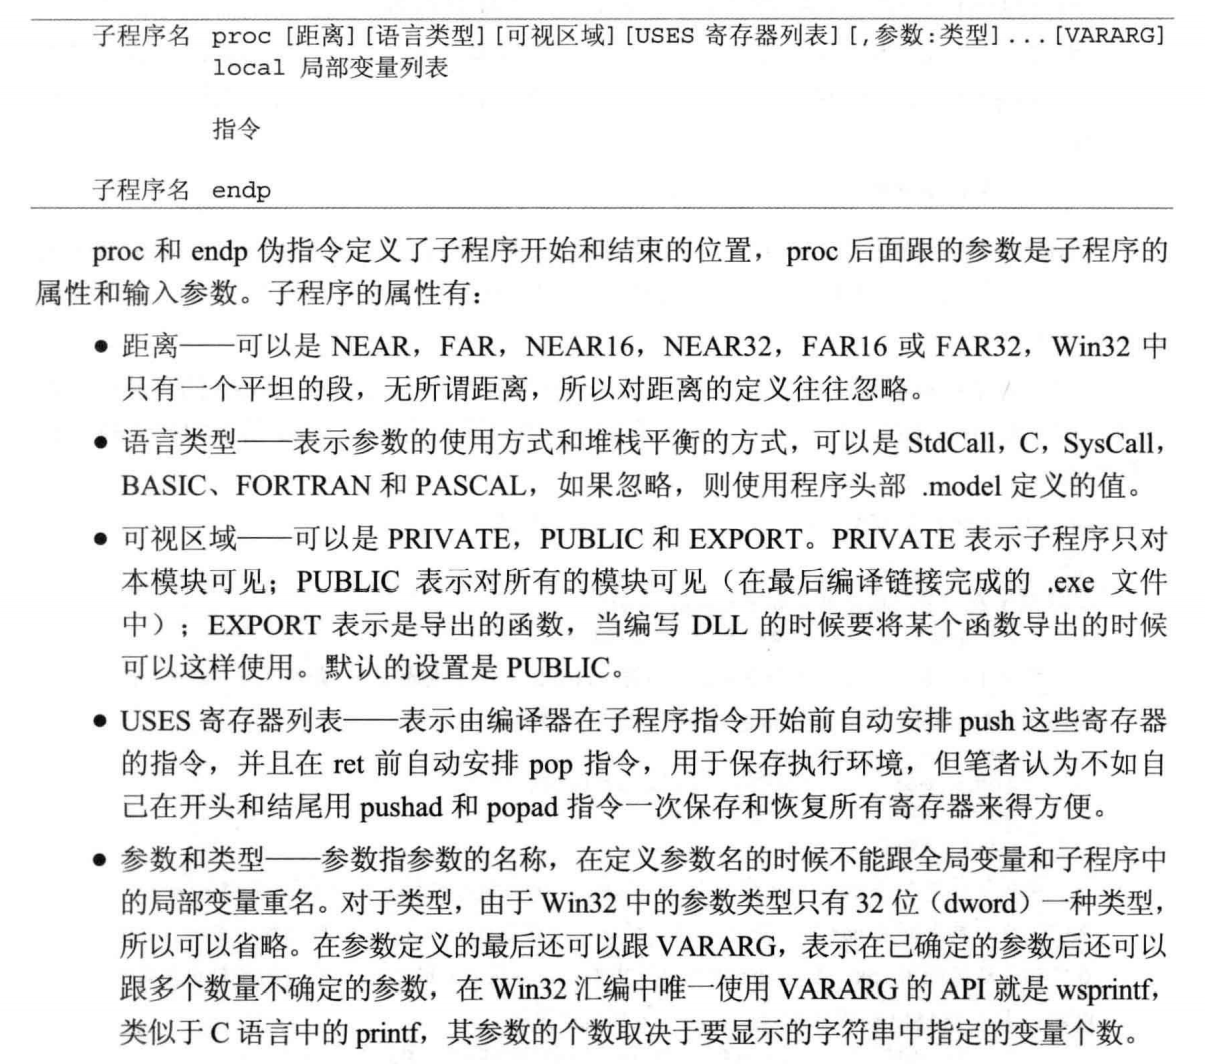 子程序名 proc [距离][语言类型][可视区域][USES 寄存器列表][,参数:类型]...[VARARG]
local 局部变量列表
指令
子程序名 endp
proc 和 endp 伪指令定义了子程序开始和结束的位置， proc 后面跟的参数是子程序的
属性和输入参数。子程序的属性有：
● 距离——可以是 NEAR，FAR，NEAR16，NEAR32，FAR16 或 FAR32，Win32 中
只有一个平坦的段，无所谓距离，所以对距离的定义往往忽略。
● 语言类型——表示参数的使用方式和堆栈平衡的方式，可以是 StdCall，C，SysCall，
BASIC、FORTRAN 和 PASCAL，如果忽略，则使用程序头部 .model 定义的值。
● 可视区域——可以是 PRIVATE，PUBLIC 和 EXPORT。PRIVATE 表示子程序只对
本模块可见；PUBLIC 表示对所有的模块可见（在最后编译链接完成的 .exe 文件
中）；EXPORT 表示是导出的函数，当编写 DLL 的时候要将某个函数导出的时候
可以这样使用。默认的设置是 PUBLIC。
● USES 寄存器列表——表示由编译器在子程序指令开始前自动安排 push 这些寄存器
的指令，并且在 ret 前自动安排 pop 指令，用于保存执行环境，但笔者认为不如自
己在开头和结尾用 pushad 和 popad 指令一次保存和恢复所有寄存器来得方便。
● 参数和类型——参数指参数的名称，在定义参数名的时候不能跟全局变量和子程序中
的局部变量重名。对于类型，由于 Win32 中的参数类型只有 32 位（dword）一种类型，
所以可以省略。在参数定义的最后还可以跟 VARARG，表示在已确定的参数后还可以
跟多个数量不确定的参数，在 Win32 汇编中唯一使用 VARARG 的 API 就是 wsprintf，
类似于 C 语言中的 printf，其参数的个数取决于要显示的字符串中指定的变量个数。